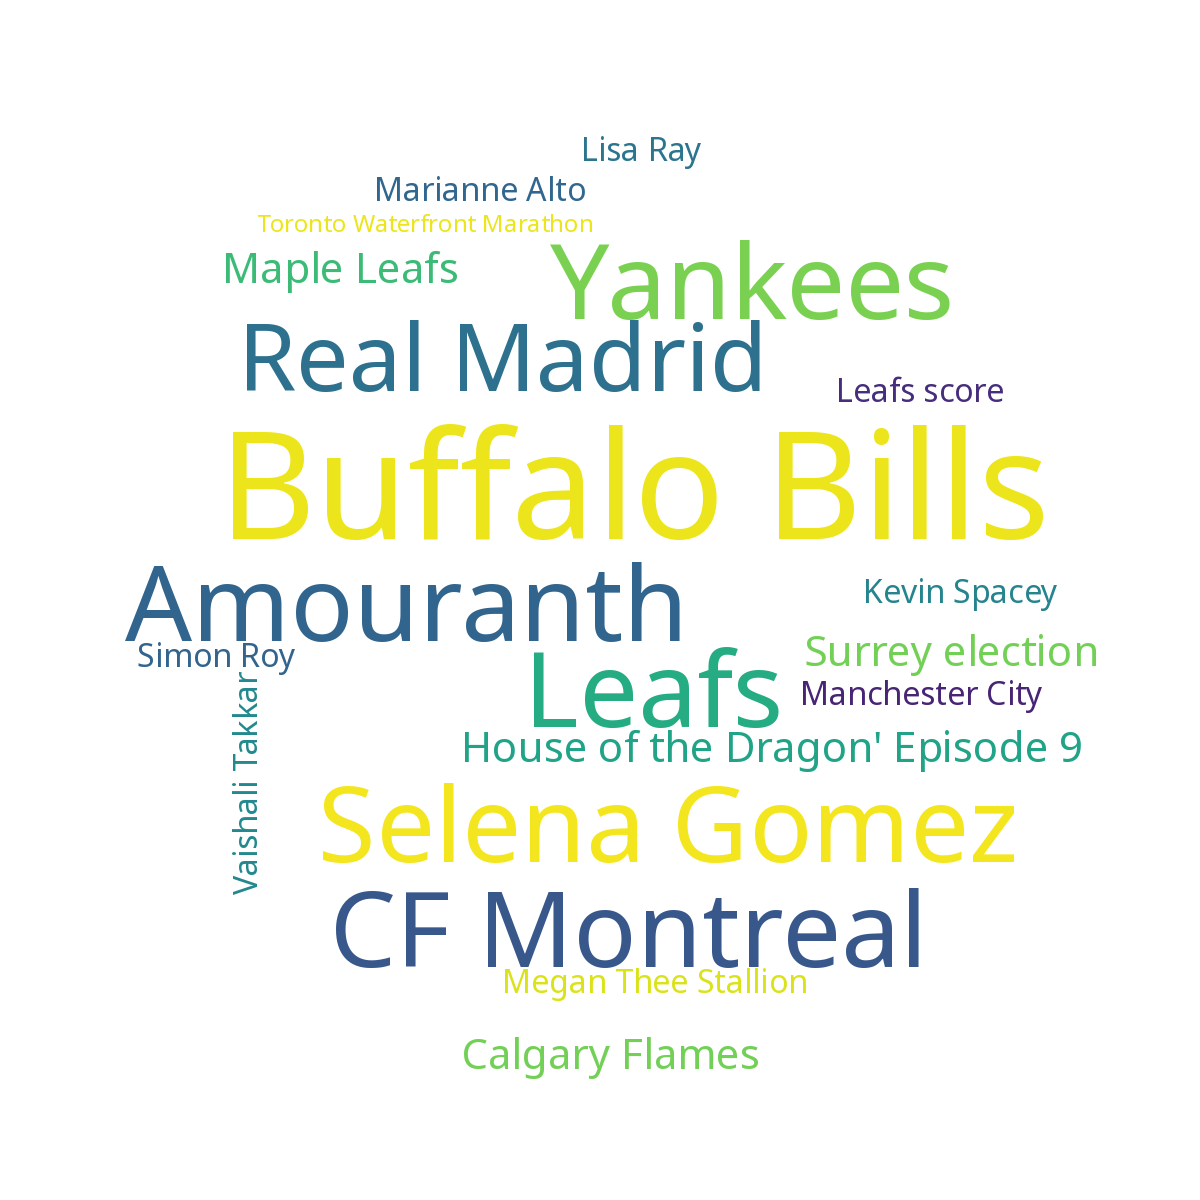 Lisa Ray
Marianne Alto
Toronto Waterfront Marathon
Maple Leafs
Yankees
Real Madrid
Leafs score
Buffalo Bills
Amouranth
Kevin Spacey
Simon Roy
Surrey election
Leafs
Manchester City
Vaishali Takkar
House of the Dragon' Episode 9
Selena Gomez
CF Montreal
Megan Thee Stallion
Calgary Flames